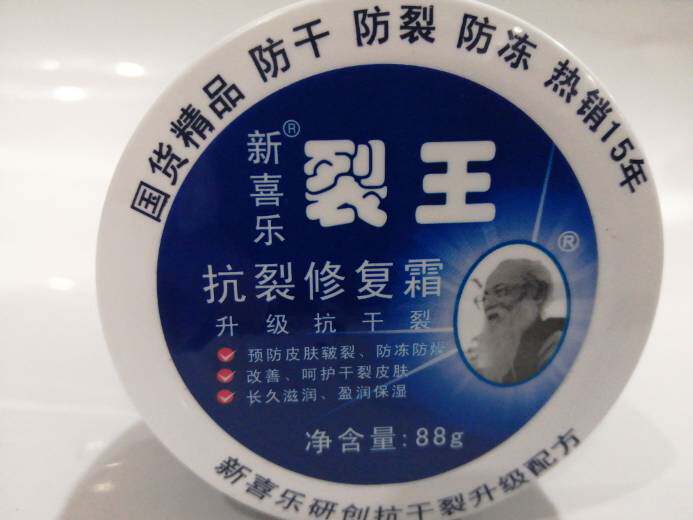 国货精品 防干 防裂 防冻 热销15年
新喜乐®
裂王®
抗裂修复霜
升级抗干裂
预防皮肤皲裂、防冻防燥
改善、呵护干裂皮肤
长久滋润、盈润保湿
净含量:88g
新喜乐研创抗干裂升级配方